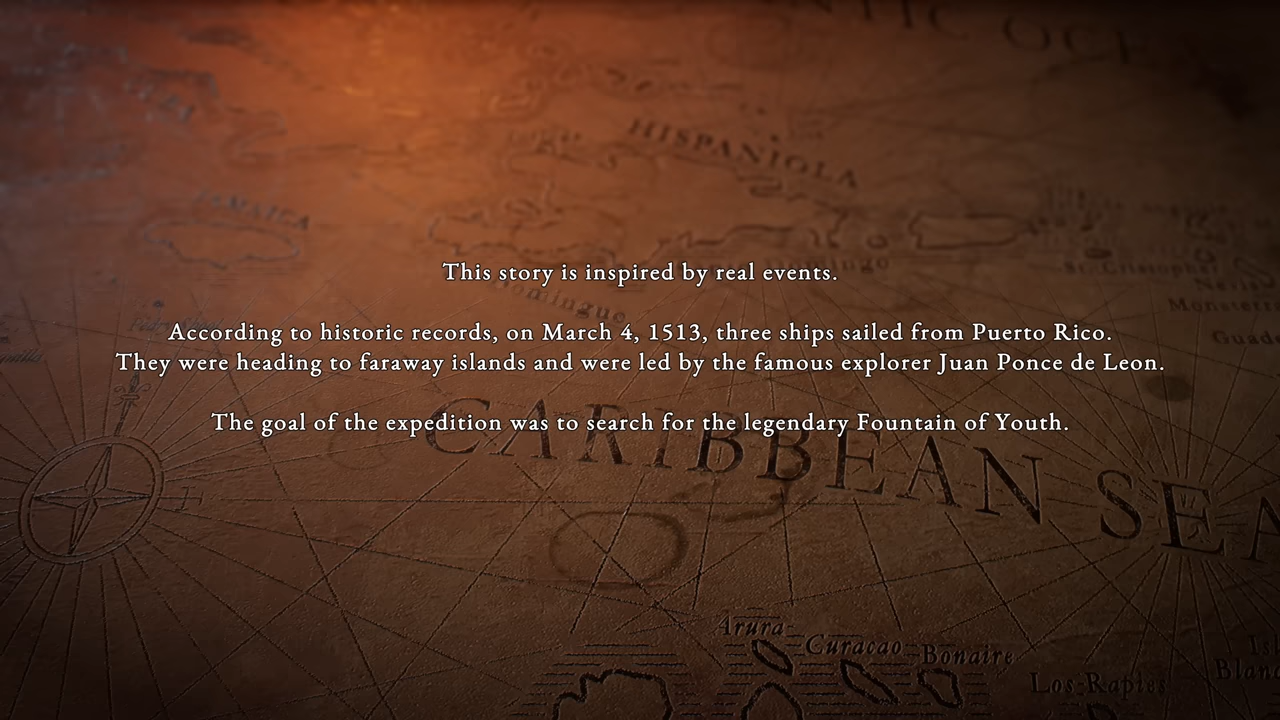 HISPANIOLA
JAMAICA
This story is inspired by real events.
According to historic records, on March 4, 1513, three ships sailed from Puerto Rico.
They were heading to faraway islands and were led by the famous explorer Juan Ponce de Leon.
The goal of the expedition was to search for the legendary Fountain of Youth.
CARIBBEAN SEA
Arura
Curacao
Bonaire